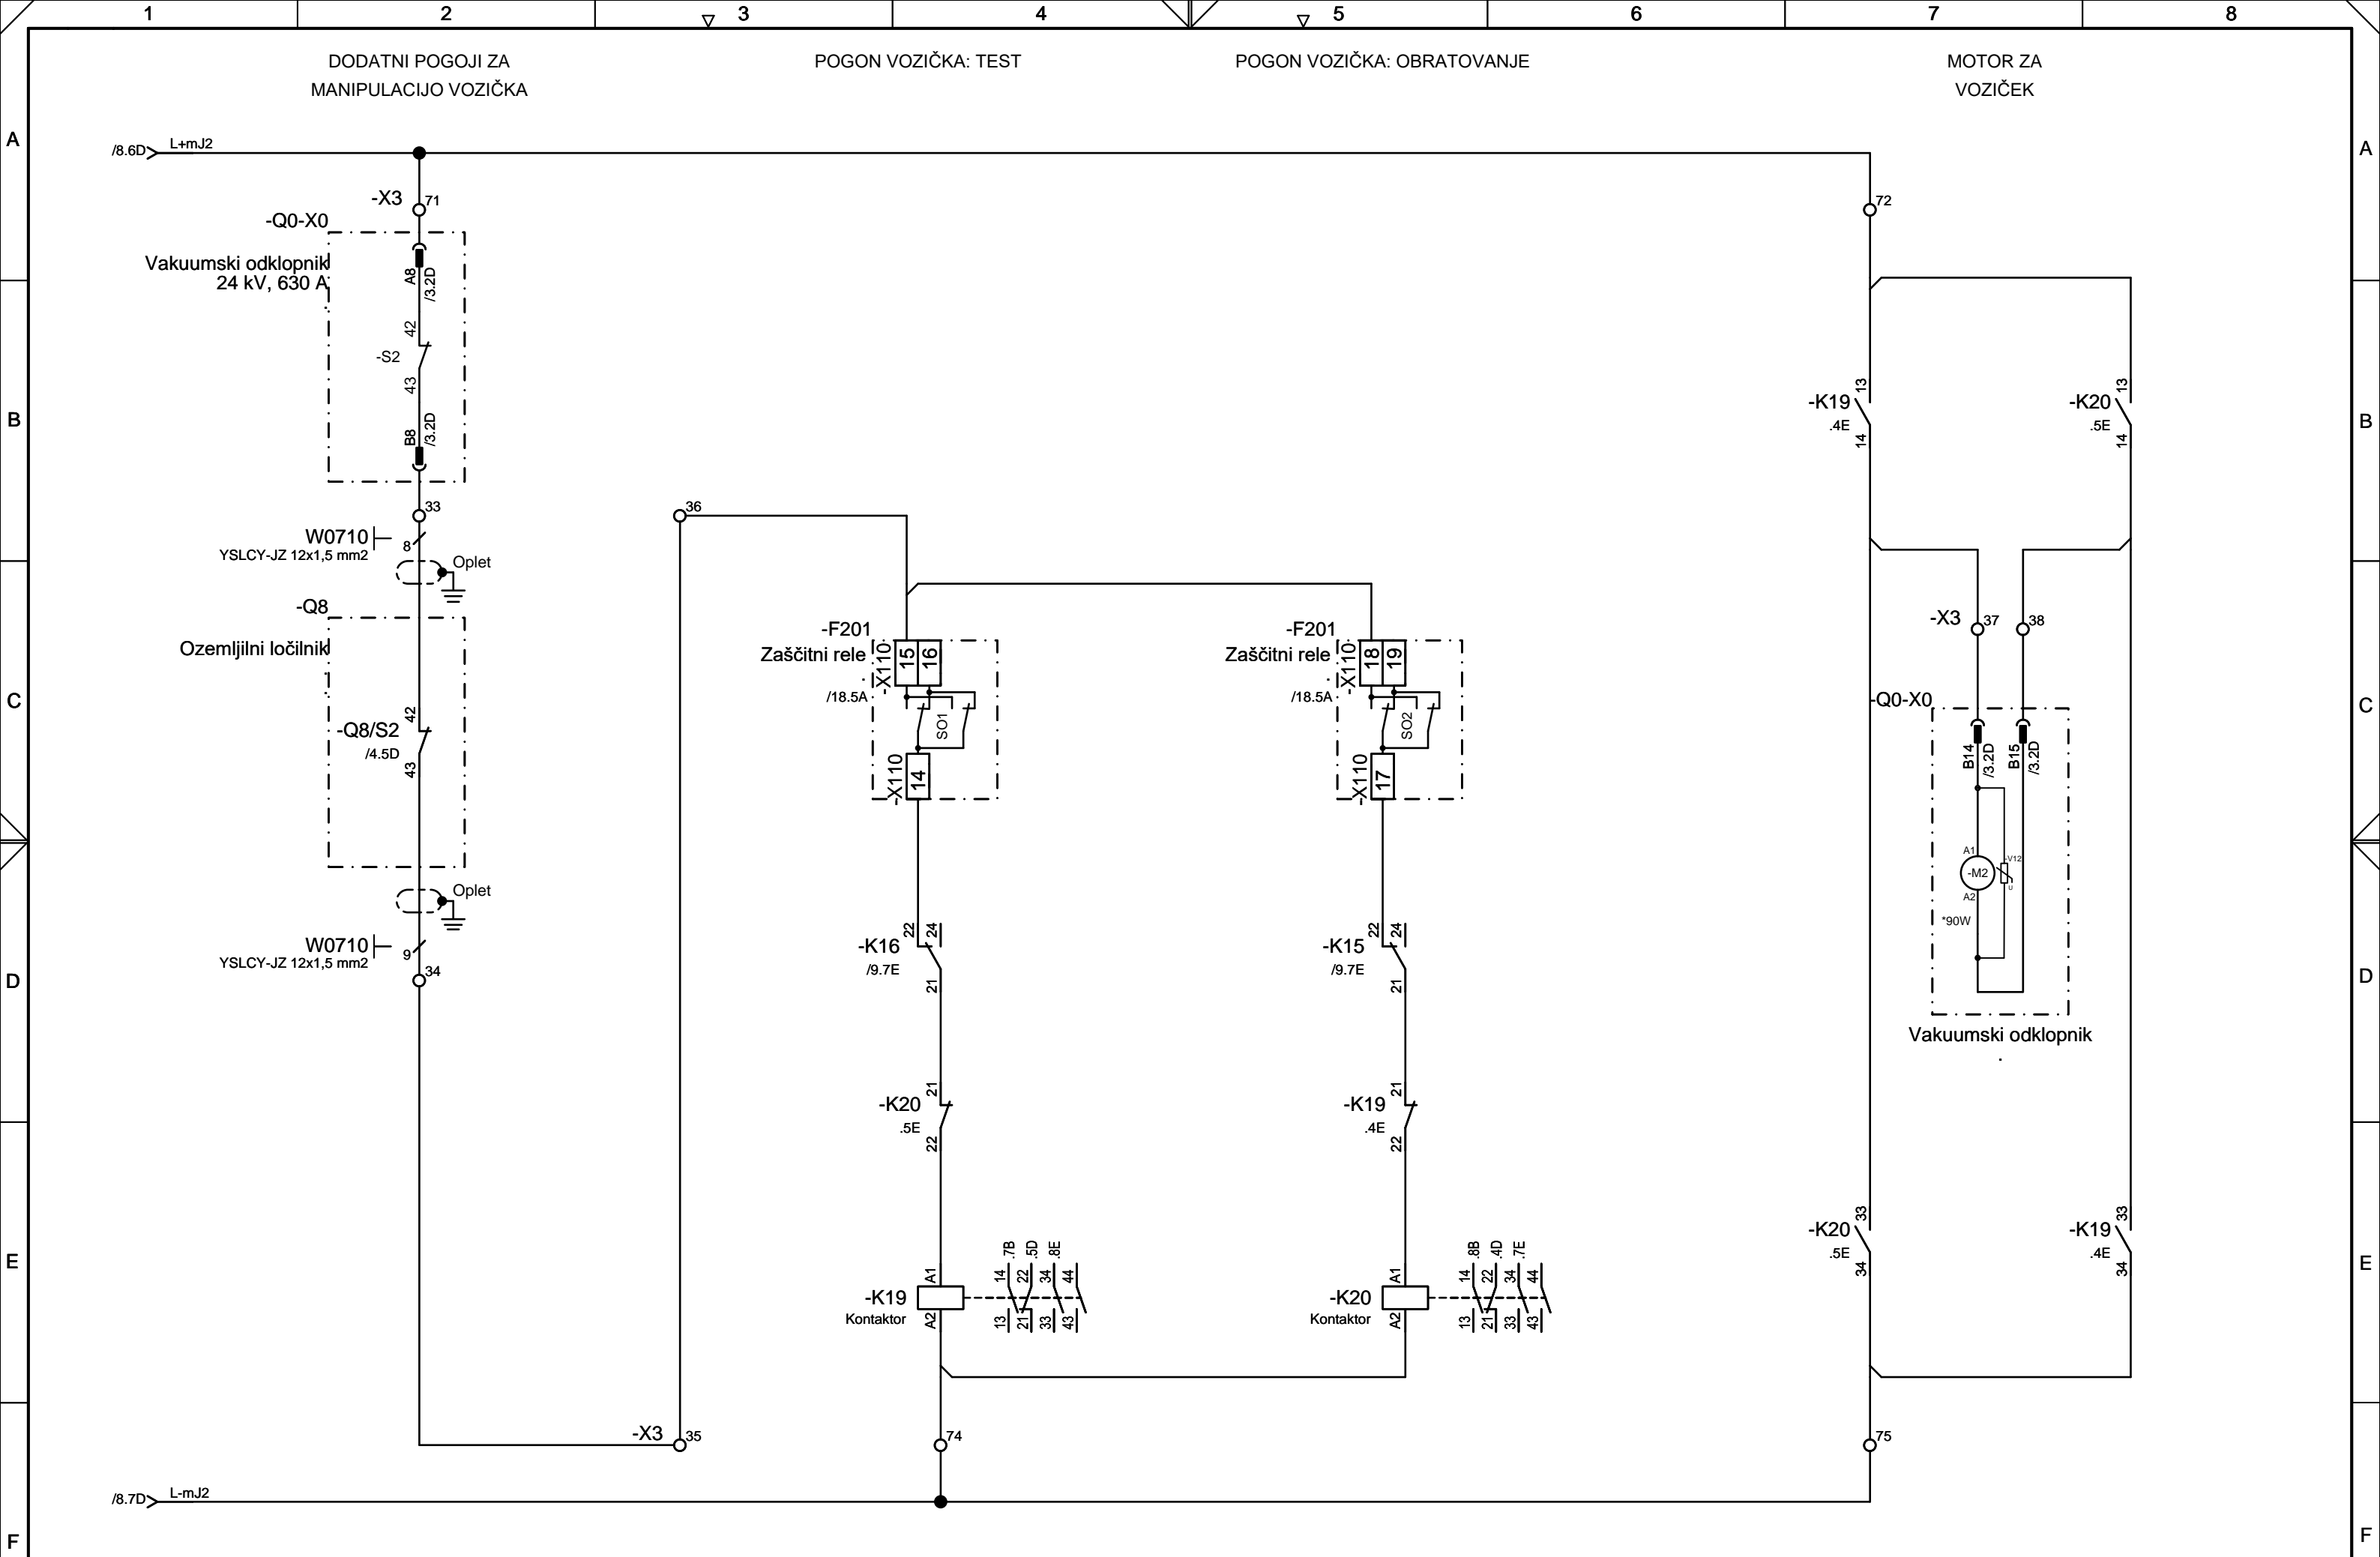 1 2 3 4 5 6 7 8
DODATNI POGOJI ZA
MANIPULACIJO VOZIČKA
POGON VOZIČKA: TEST
POGON VOZIČKA: OBRATOVANJE
MOTOR ZA
VOZIČEK
A
A
/8.6D
L+mJ2
-X3
71
72
-Q0-X0
Vakuumski odklopnik
24 kV, 630 A
.
A8
/3.2D
42
-S2
43
B8
/3.2D
B
B
-K19
.4E
13
14
-K20
.5E
13
14
33
W0710
YSLCY-JZ 12x1,5 mm2
8
Oplet
36
-Q8
Ozemljilni ločilnik
.
42
-Q8/S2
/4.5D
43
C
C
-F201
Zaščitni rele
.
/18.5A
-X110
15
16
SO1
-X110
14
-F201
Zaščitni rele
.
/18.5A
-X110
18
19
SO2
-X110
17
-X3
37
38
-Q0-X0
B14
/3.2D
B15
/3.2D
A1
-M2
A2
-V12
U
*90W
Vakuumski odklopnik
.
Oplet
W0710
YSLCY-JZ 12x1,5 mm2
9
34
D
D
-K16
/9.7E
22
24
21
-K15
/9.7E
22
24
21
-K20
.5E
21
22
-K19
.4E
21
22
E
E
-K19
Kontaktor
A1
A2
14
22
34
44
.7B
.5D
.8E
13
21
33
43
-K20
Kontaktor
A1
A2
14
22
34
44
.8B
.4D
.7E
13
21
33
43
-K20
.5E
33
34
-K19
.4E
33
34
-X3
35
74
75
/8.7D
L-mJ2
F
F